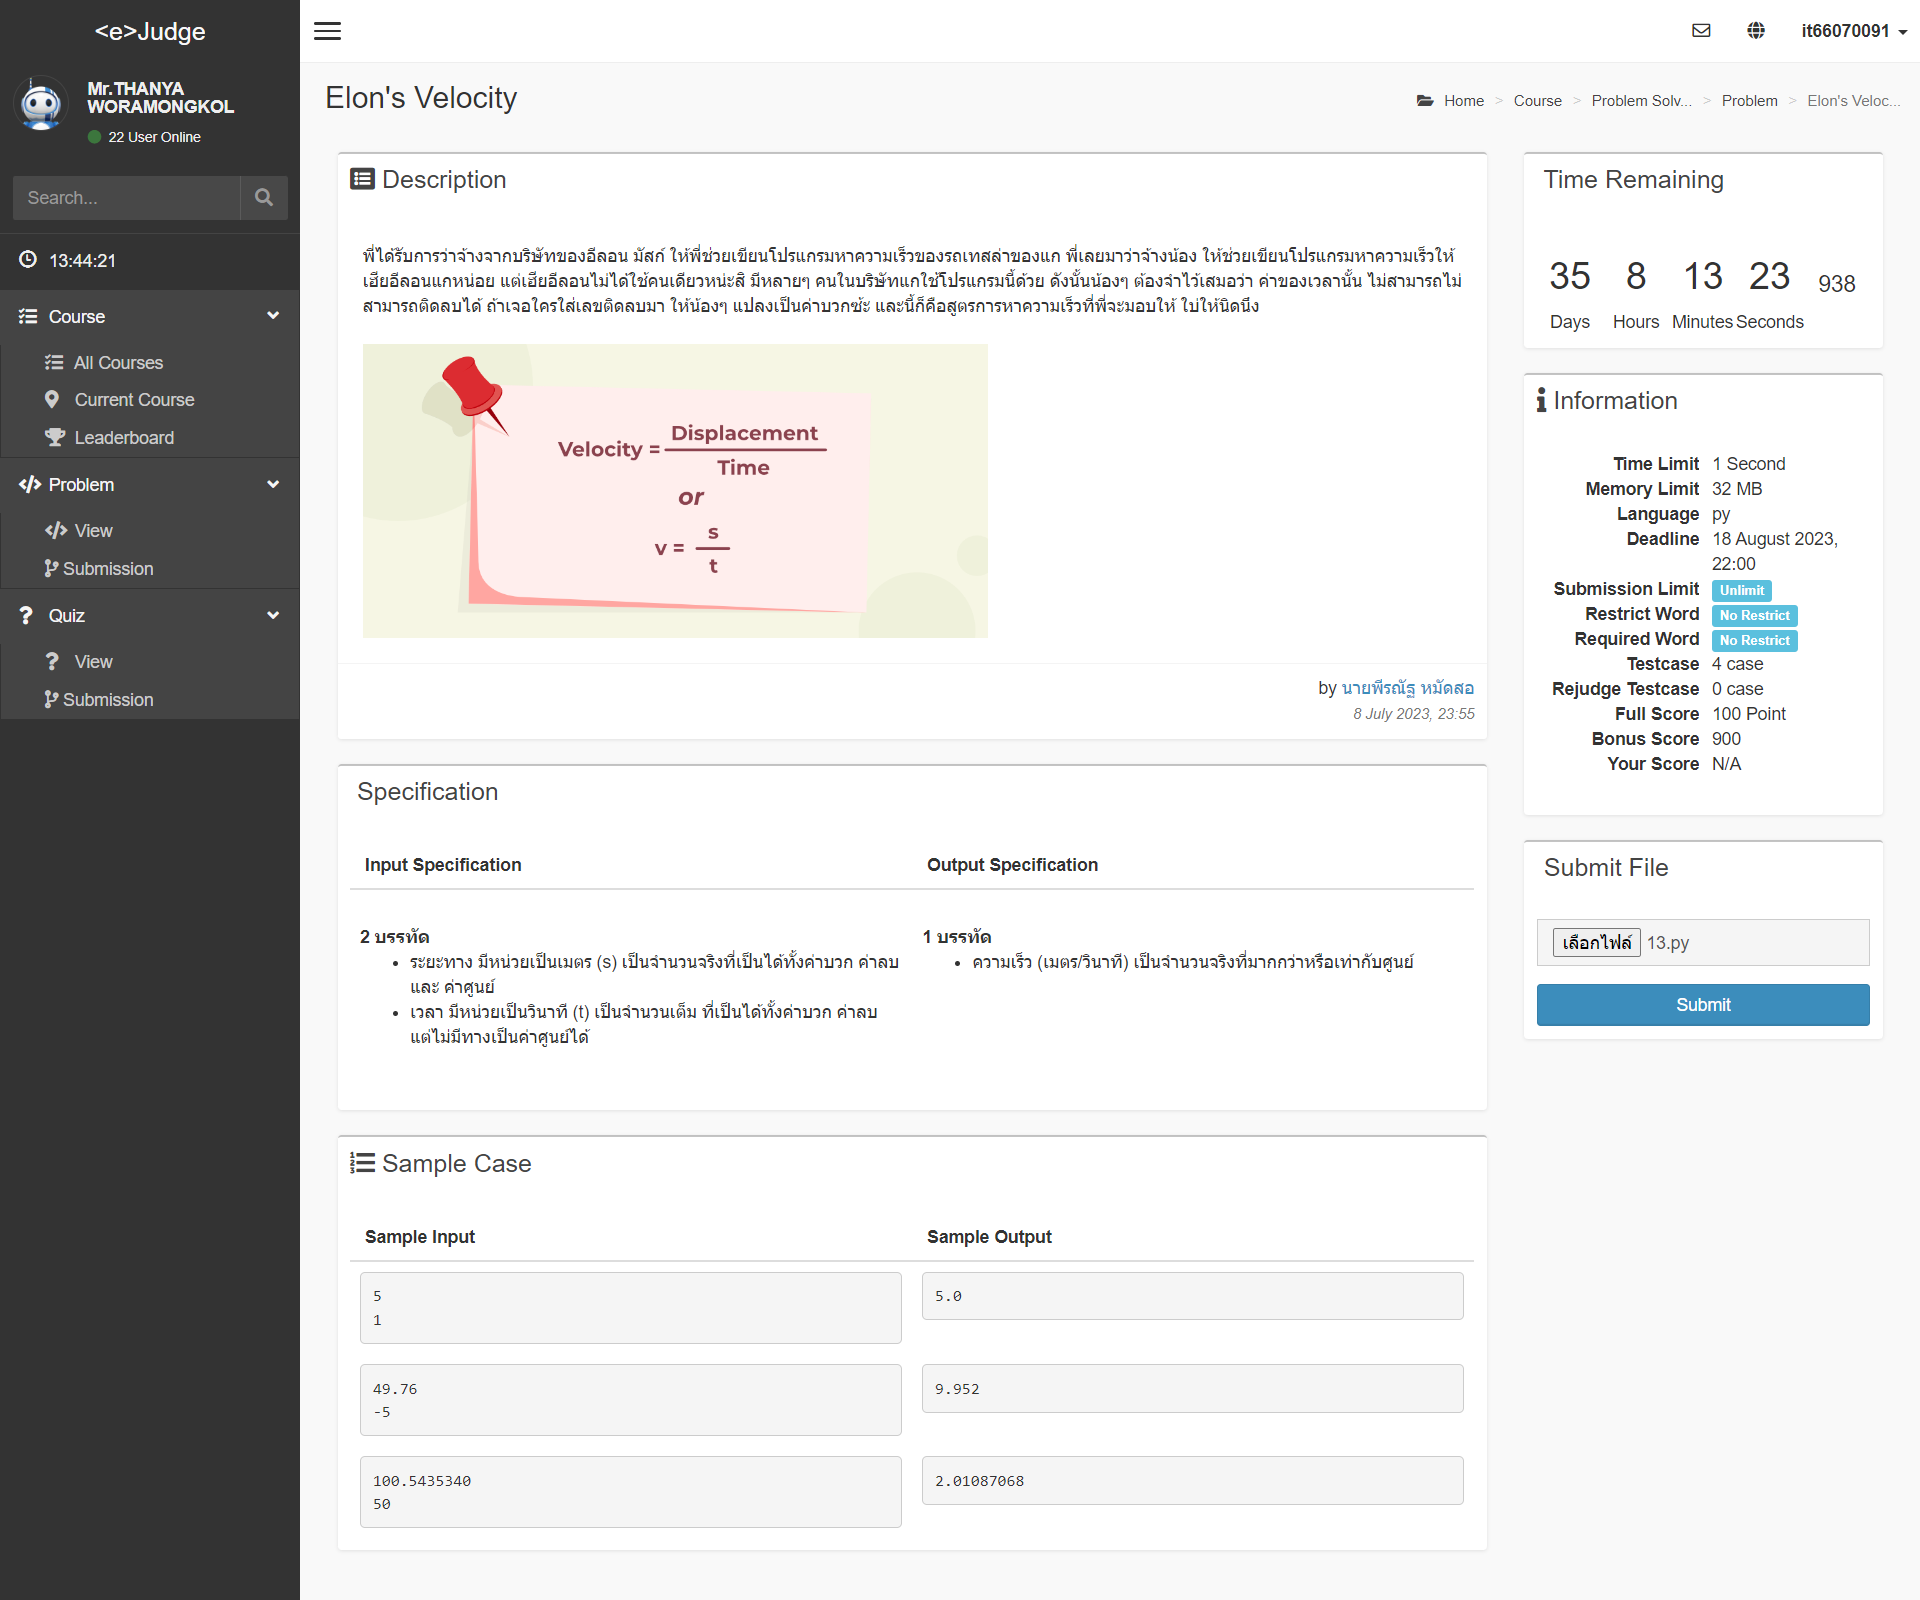 <e>Judge
Mr.THANYA
WORAMONGKOL
22 User Online
Search...
13:44:21
Course
All Courses
Current Course
Leaderboard
Problem
View
Submission
Quiz
View
Submission
it66070091
Elon's Velocity
Home > Course > Problem Solv... > Problem > Elon's Veloc...
Description
พี่ได้รับการว่าจ้างจากบริษัทของอีลอน มัสก์ ให้พี่ช่วยเขียนโปรแกรมหาความเร็วของรถเทสล่าของแก พี่เลยมาว่าจ้างน้อง ให้ช่วยเขียนโปรแกรมหาความเร็วให้
เฮียอีลอนแกหน่อย แต่เฮียอีลอนไม่ได้ใช้คนเดียวหน่ะสิ มีหลายๆ คนในบริษัทแกใช้โปรแกรมนี้ด้วย ดังนั้นน้องๆ ต้องจำไว้เสมอว่า ค่าของเวลานั้น ไม่สามารถไม่
สามารถติดลบได้ ถ้าเจอใครใส่เลขติดลบมา ให้น้องๆ แปลงเป็นค่าบวกซ้ะ และนี้ก็คือสูตรการหาความเร็วที่พี่จะมอบให้ ใบ้ให้นิดนึง
Velocity = Displacement
Time
or
v = s
t
by นายพีรณัฐ หมัดสอ
8 July 2023, 23:55
Specification
Input Specification
Output Specification
2 บรรทัด
• ระยะทาง มีหน่วยเป็นเมตร (s) เป็นจำนวนจริงที่เป็นได้ทั้งค่าบวก ค่าลบ
และ ค่าศูนย์
• เวลา มีหน่วยเป็นวินาที (t) เป็นจำนวนเต็ม ที่เป็นได้ทั้งค่าบวก ค่าลบ
แต่ไม่มีทางเป็นค่าศูนย์ได้
1 บรรทัด
• ความเร็ว (เมตร/วินาที) เป็นจำนวนจริงที่มากกว่าหรือเท่ากับศูนย์
Sample Case
Sample Input
Sample Output
5
1
5.0
49.76
-5
9.952
100.5435340
50
2.01087068
Time Remaining
35 8 13 23 938
Days Hours Minutes Seconds
Information
Time Limit 1 Second
Memory Limit 32 MB
Language py
Deadline 18 August 2023,
22:00
Submission Limit Unlimit
Restrict Word No Restrict
Required Word No Restrict
Testcase 4 case
Rejudge Testcase 0 case
Full Score 100 Point
Bonus Score 900
Your Score N/A
Submit File
เลือกไฟล์ 13.py
Submit